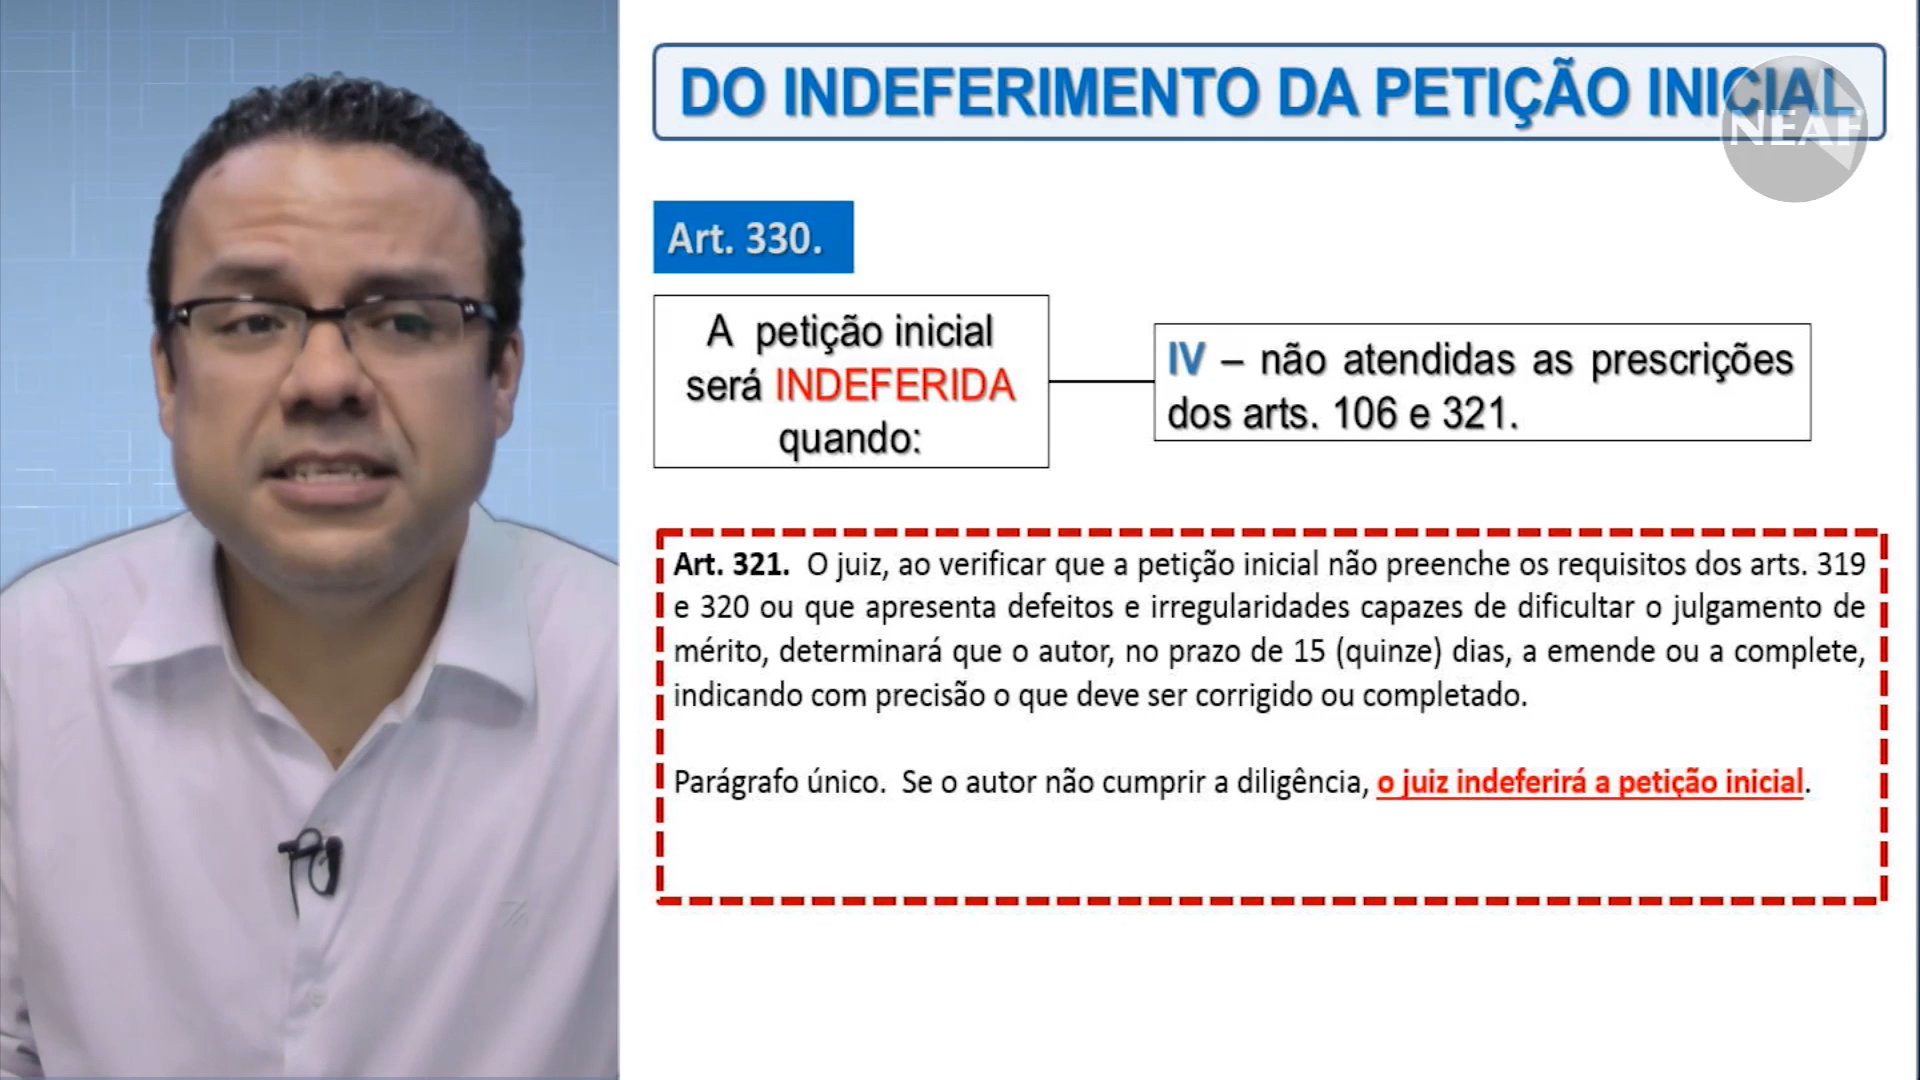 DO INDEFERIMENTO DA PETIÇÃO INICIAL
NEAF
Art. 330.
A petição inicial
será INDEFERIDA
quando:
IV – não atendidas as prescrições
dos arts. 106 e 321.
Art. 321. O juiz, ao verificar que a petição inicial não preenche os requisitos dos arts. 319
e 320 ou que apresenta defeitos e irregularidades capazes de dificultar o julgamento de
mérito, determinará que o autor, no prazo de 15 (quinze) dias, a emende ou a complete,
indicando com precisão o que deve ser corrigido ou completado.
Parágrafo único. Se o autor não cumprir a diligência, o juiz indeferirá a petição inicial.